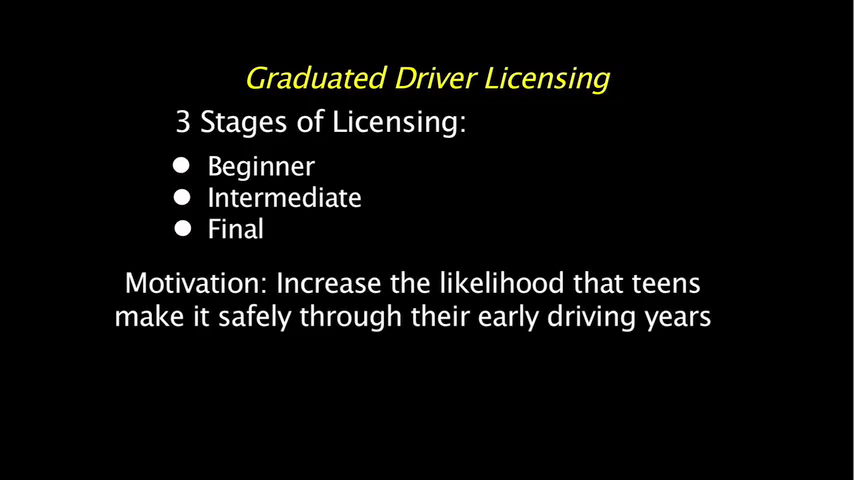 Graduated Driver Licensing
3 Stages of Licensing:
● Beginner
● Intermediate
● Final
Motivation: Increase the likelihood that teens
make it safely through their early driving years